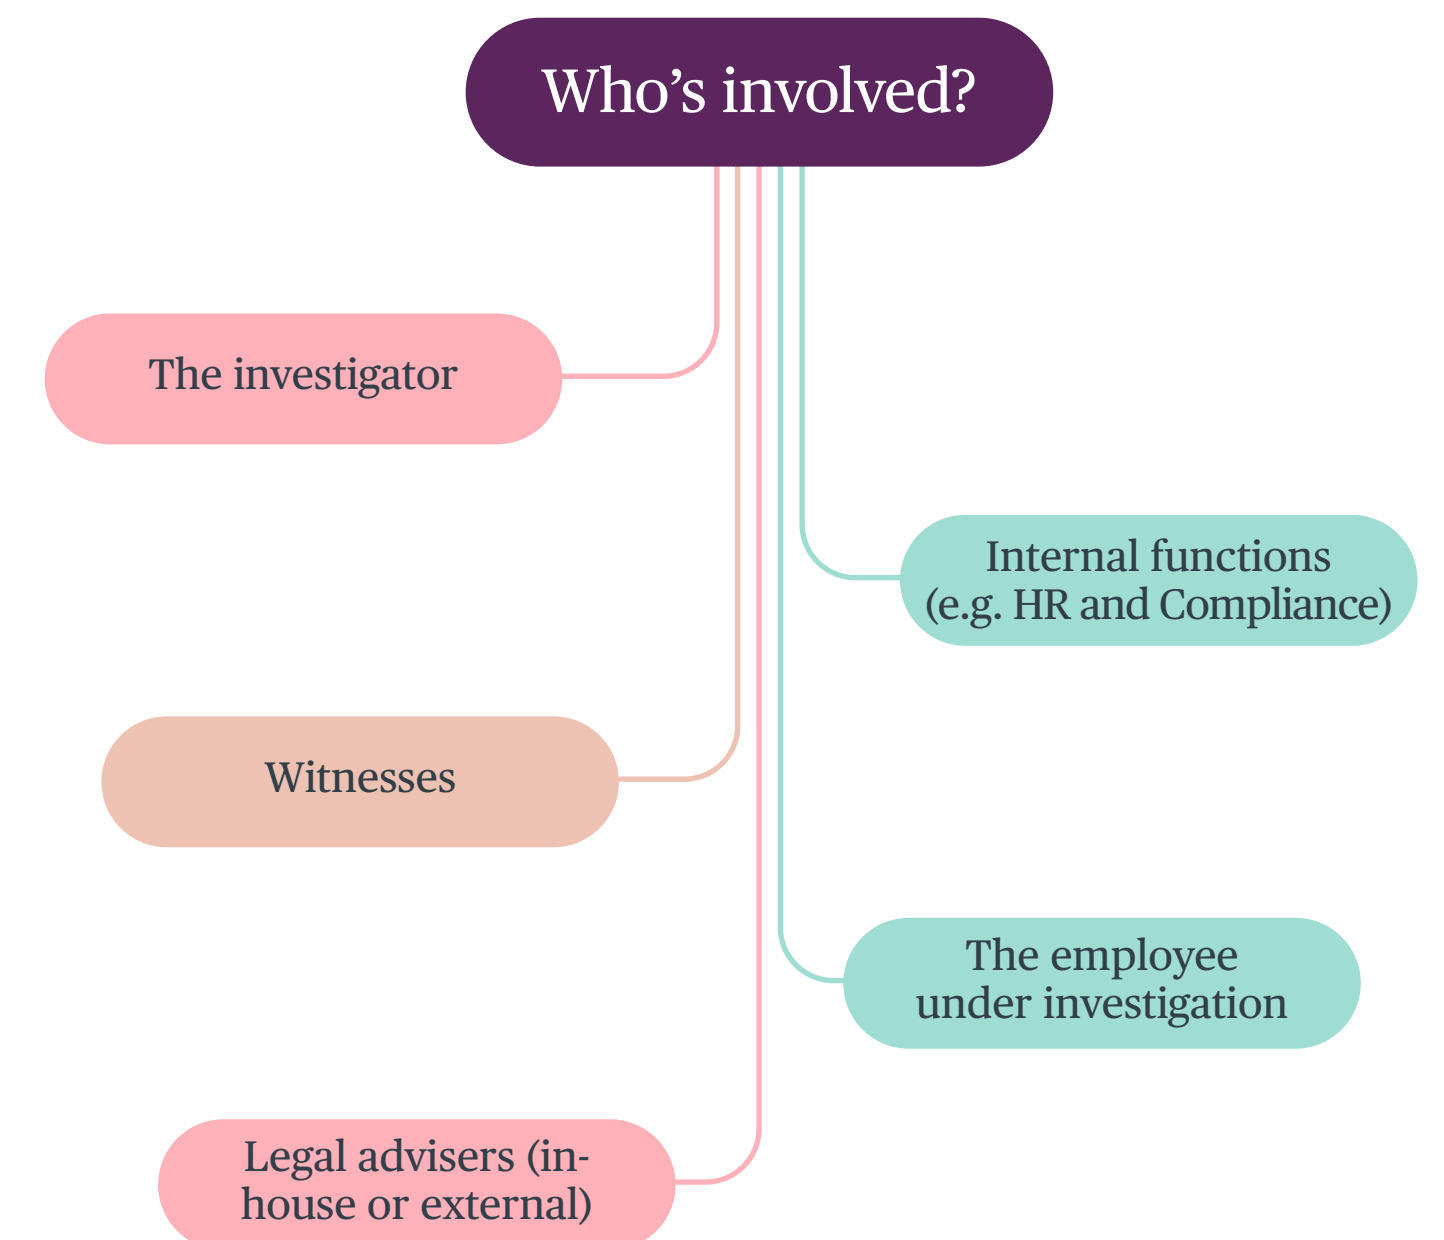 Who’s involved?
The investigator
Internal functions
(e.g. HR and Compliance)
Witnesses
The employee
under investigation
Legal advisers (in-
house or external)